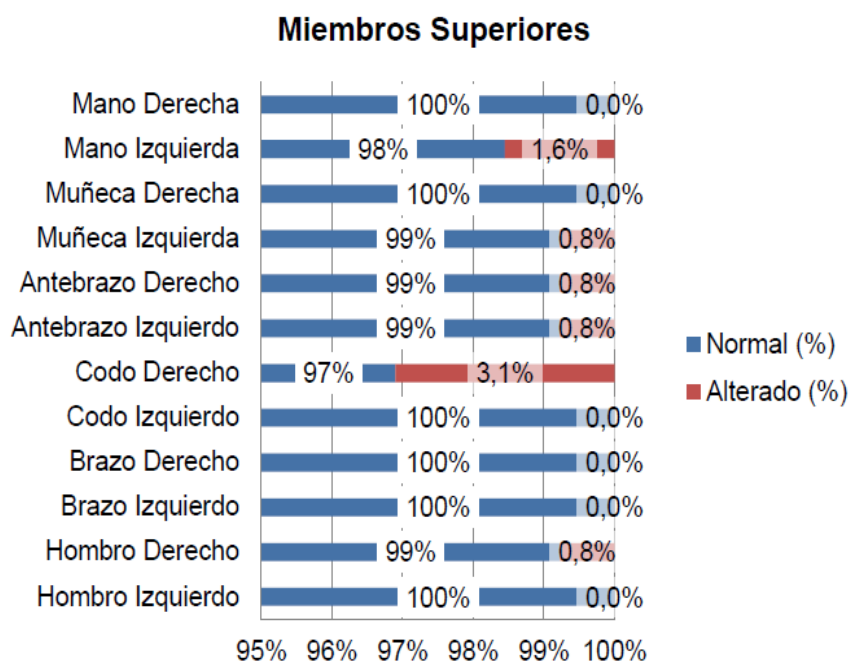 Miembros Superiores
Mano Derecha 100% 0,0%
Mano Izquierda 98% 1,6%
Muñeca Derecha 100% 0,0%
Muñeca Izquierda 99% 0,8%
Antebrazo Derecho 99% 0,8%
Antebrazo Izquierdo 99% 0,8%
Codo Derecho 97% 3,1%
Codo Izquierdo 100% 0,0%
Brazo Derecho 100% 0,0%
Brazo Izquierdo 100% 0,0%
Hombro Derecho 99% 0,8%
Hombro Izquierdo 100% 0,0%
95% 96% 97% 98% 99% 100%
Normal (%)
Alterado (%)